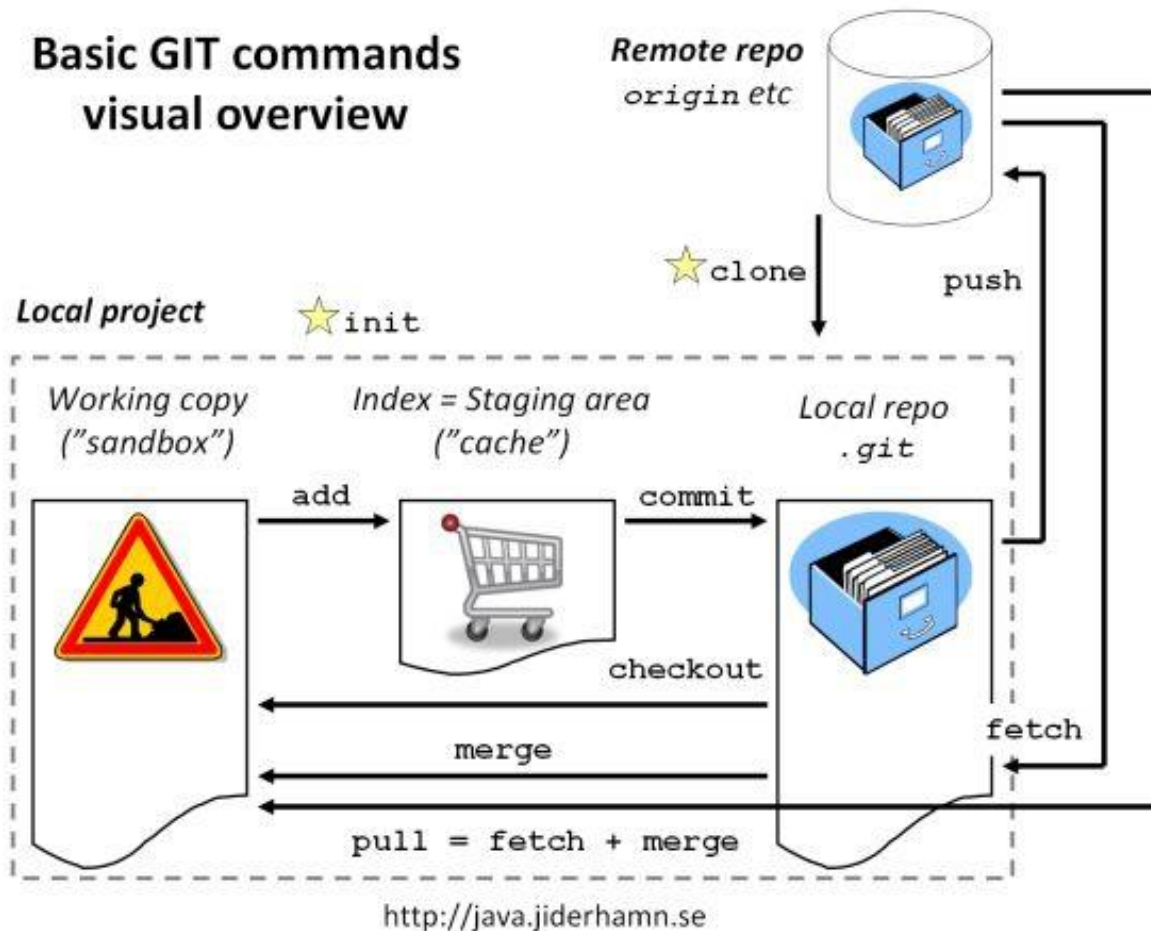 Basic GIT commands
visual overview
Remote repo
origin etc
clone
push
Local project
init
Working copy
("sandbox")
Index = Staging area
("cache")
Local repo
.git
add
commit
checkout
fetch
merge
pull = fetch + merge
http://java.jiderhamn.se